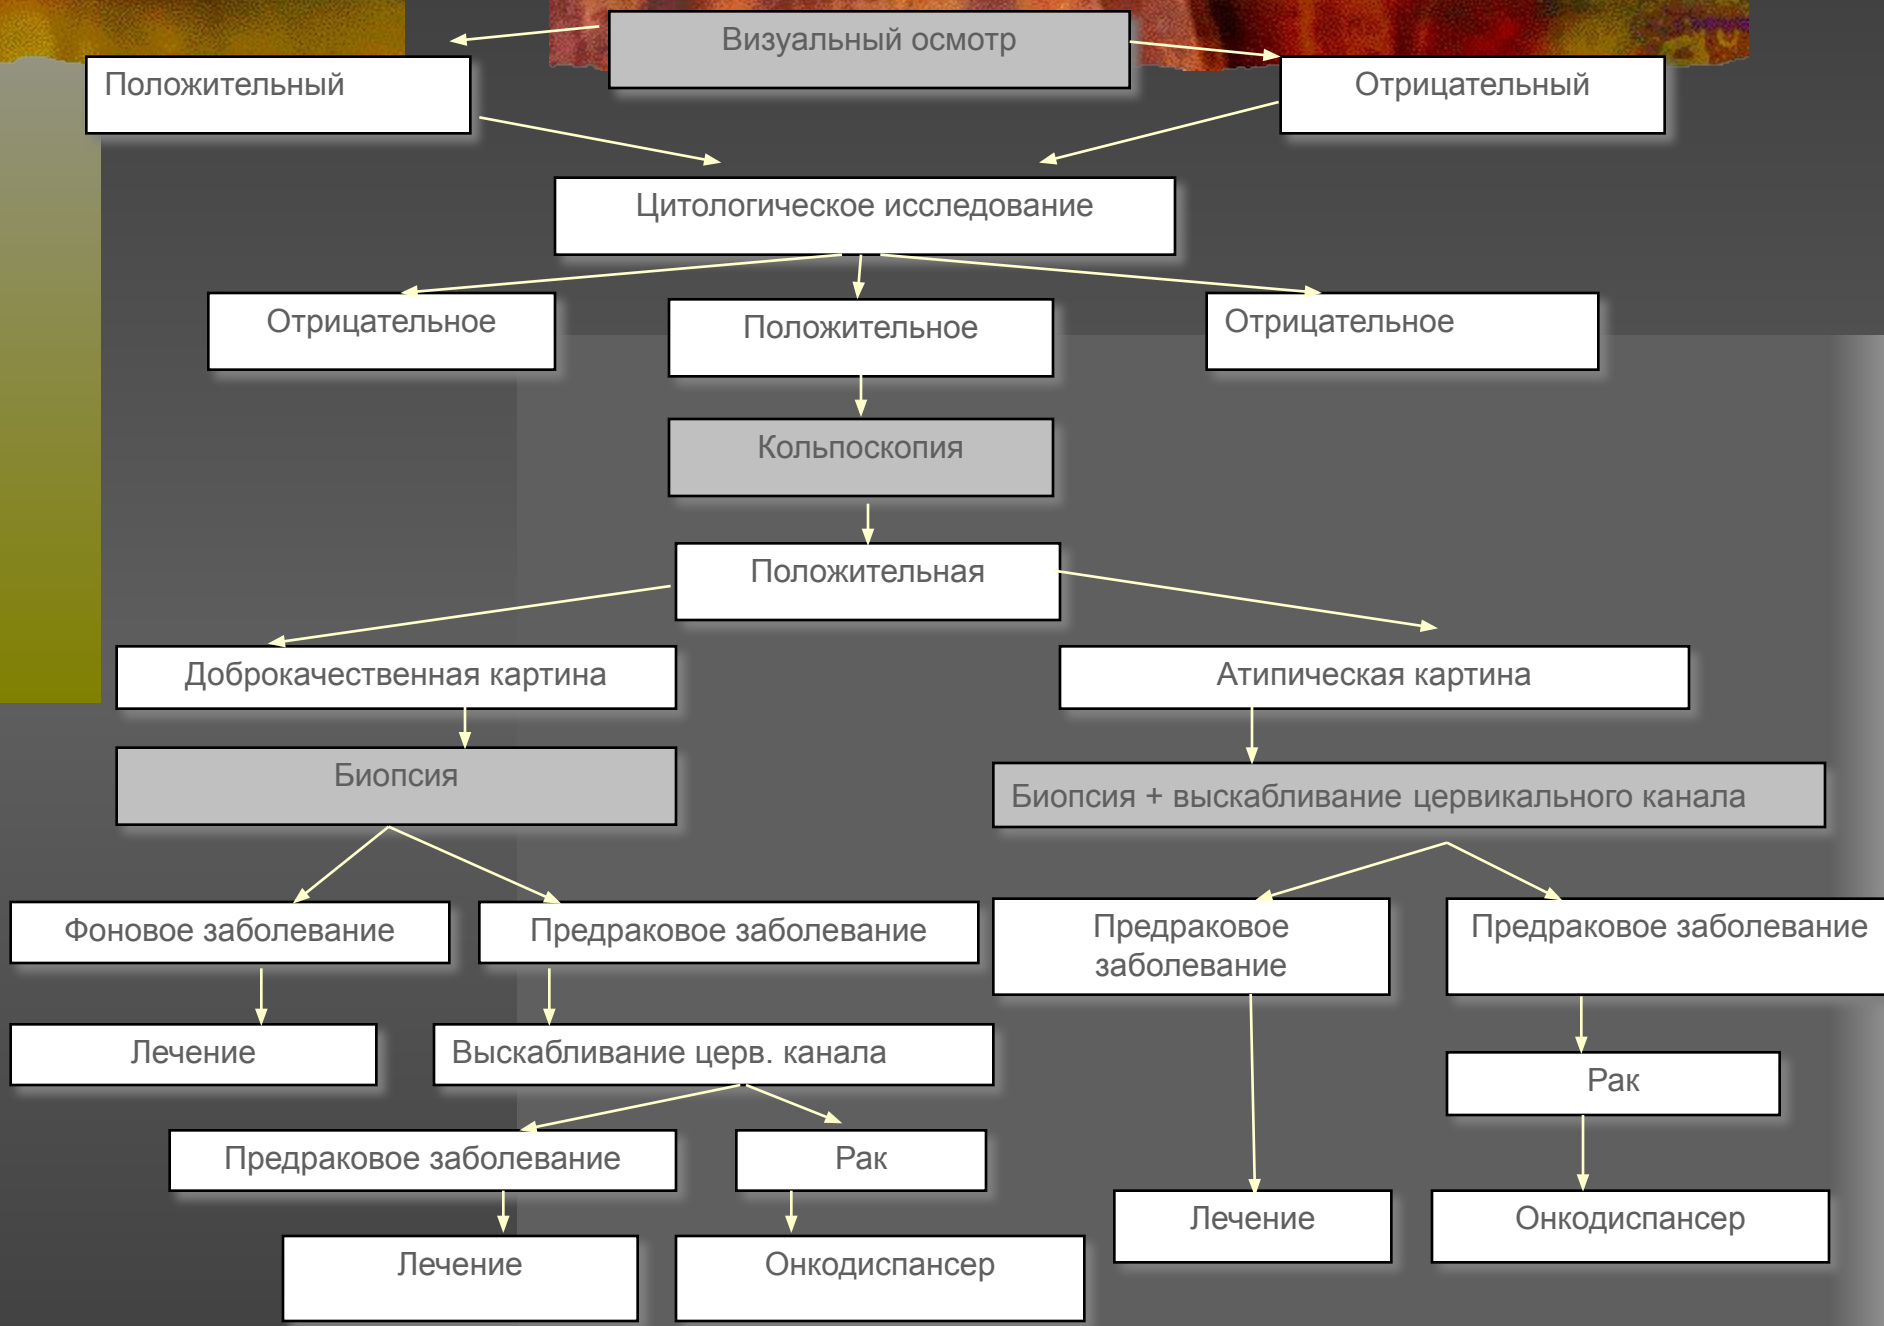 Визуальный осмотр
Положительный
Отрицательный
Цитологическое исследование
Отрицательное
Положительное
Отрицательное
Кольпоскопия
Положительная
Доброкачественная картина
Атипическая картина
Биопсия
Биопсия + выскабливание цервикального канала
Фоновое заболевание
Предраковое заболевание
Предраковое
заболевание
Предраковое заболевание
Лечение
Выскабливание церв. канала
Рак
Предраковое заболевание
Рак
Лечение
Онкодиспансер
Лечение
Онкодиспансер